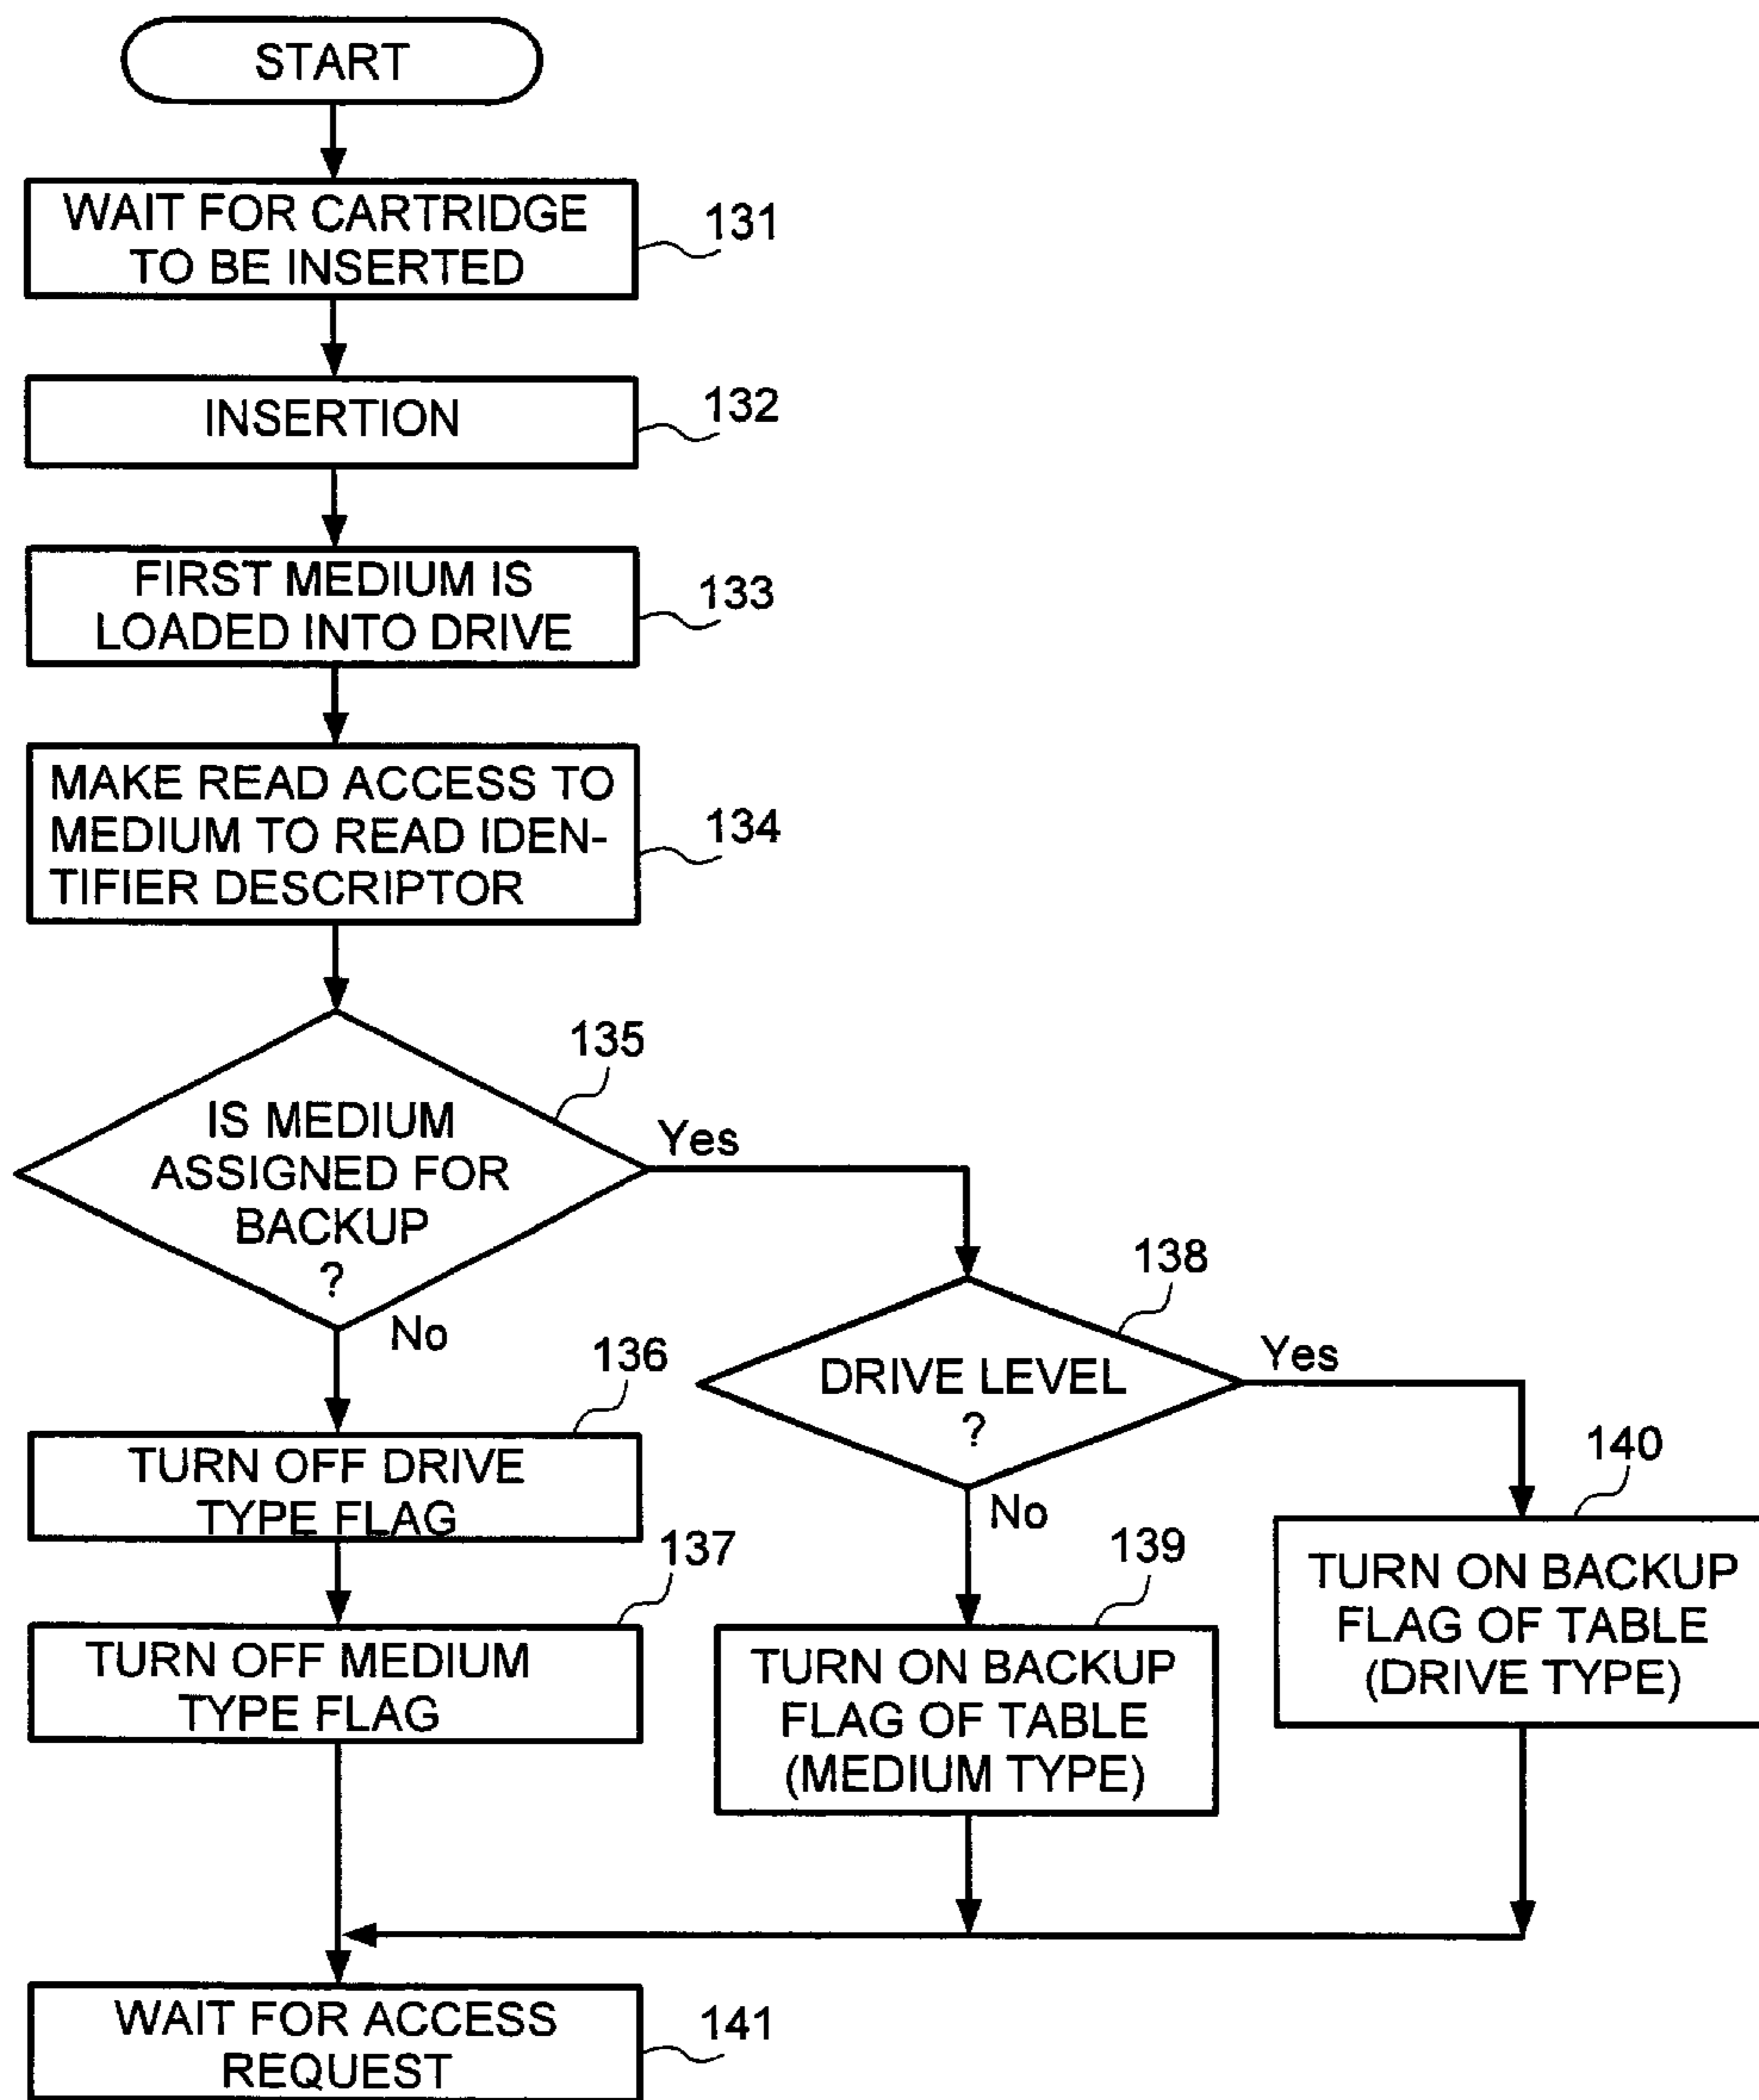 START
WAIT FOR CARTRIDGE
TO BE INSERTED
131
INSERTION
132
FIRST MEDIUM IS
LOADED INTO DRIVE
133
MAKE READ ACCESS TO
MEDIUM TO READ IDEN-
TIFIER DESCRIPTOR
134
135
IS MEDIUM
ASSIGNED FOR
BACKUP
?
Yes
No
138
DRIVE LEVEL
?
Yes
No
136
TURN OFF DRIVE
TYPE FLAG
137
TURN OFF MEDIUM
TYPE FLAG
139
TURN ON BACKUP
FLAG OF TABLE
(MEDIUM TYPE)
140
TURN ON BACKUP
FLAG OF TABLE
(DRIVE TYPE)
WAIT FOR ACCESS
REQUEST
141